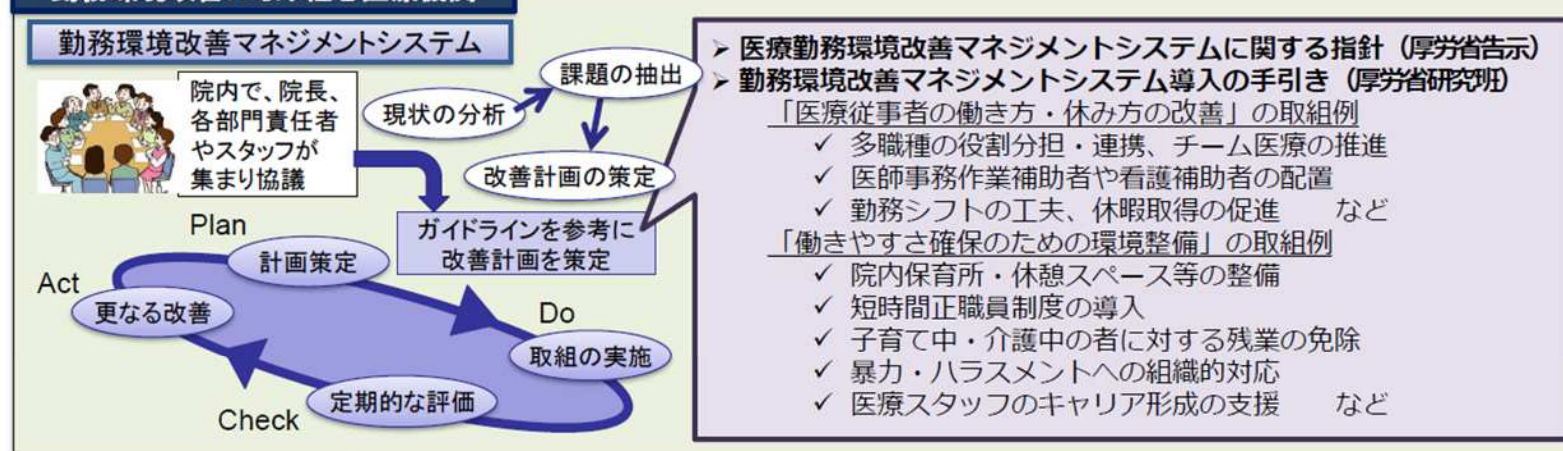 勤務環境改善マネジメントシステム
院内で、院長、
各部門責任者
やスタッフが
集まり協議
現状の分析
課題の抽出
改善計画の策定
ガイドラインを参考に
改善計画を策定
Plan
計画策定
Do
取組の実施
Check
定期的な評価
Act
更なる改善
➢ 医療勤務環境改善マネジメントシステムに関する指針（厚労省告示）
➢ 勤務環境改善マネジメントシステム導入の手引き（厚労省研究班）
「医療従事者の働き方・休み方の改善」の取組例
✓ 多職種の役割分担・連携、チーム医療の推進
✓ 医師事務作業補助者や看護補助者の配置
✓ 勤務シフトの工夫、休暇取得の促進　　など
「働きやすさ確保のための環境整備」の取組例
✓ 院内保育所・休憩スペース等の整備
✓ 短時間正職員制度の導入
✓ 子育て中・介護中の者に対する残業の免除
✓ 暴力・ハラスメントへの組織的対応
✓ 医療スタッフのキャリア形成の支援　　など